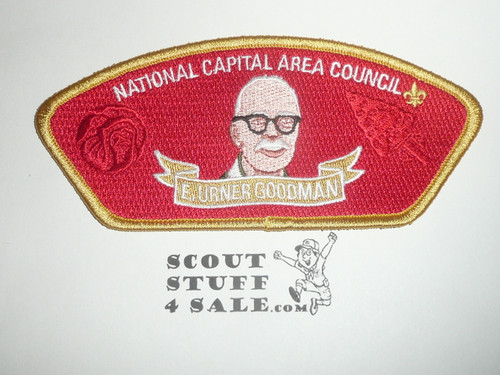 NATIONAL CAPITAL AREA COUNCIL
E. URNER GOODMAN
SCOUT
STUFF
4 SALE.com